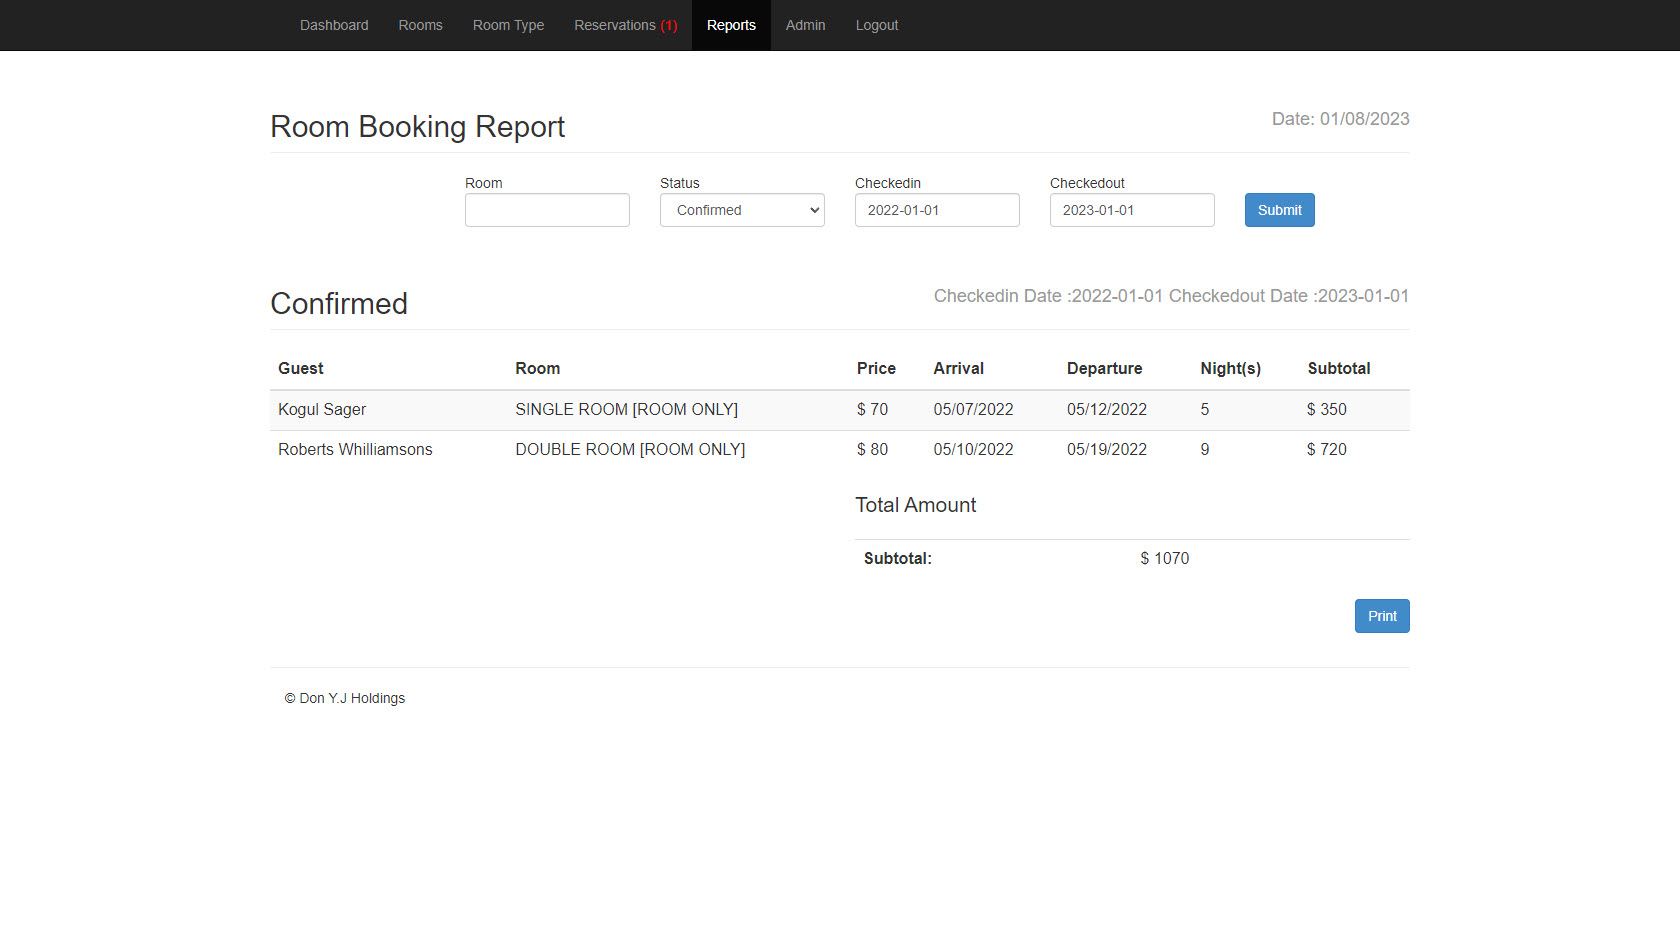 Dashboard Rooms Room Type Reservations (1) Reports Admin Logout
Room Booking Report Date: 01/08/2023
Room Status Checkedin Checkedout
Confirmed 2022-01-01 2023-01-01 Submit
Confirmed Checkedin Date :2022-01-01 Checkedout Date :2023-01-01
Guest Room Price Arrival Departure Night(s) Subtotal
Kogul Sager SINGLE ROOM [ROOM ONLY] $ 70 05/07/2022 05/12/2022 5 $ 350
Roberts Whilliamsons DOUBLE ROOM [ROOM ONLY] $ 80 05/10/2022 05/19/2022 9 $ 720
Total Amount
Subtotal: $ 1070
Print
© Don Y.J Holdings